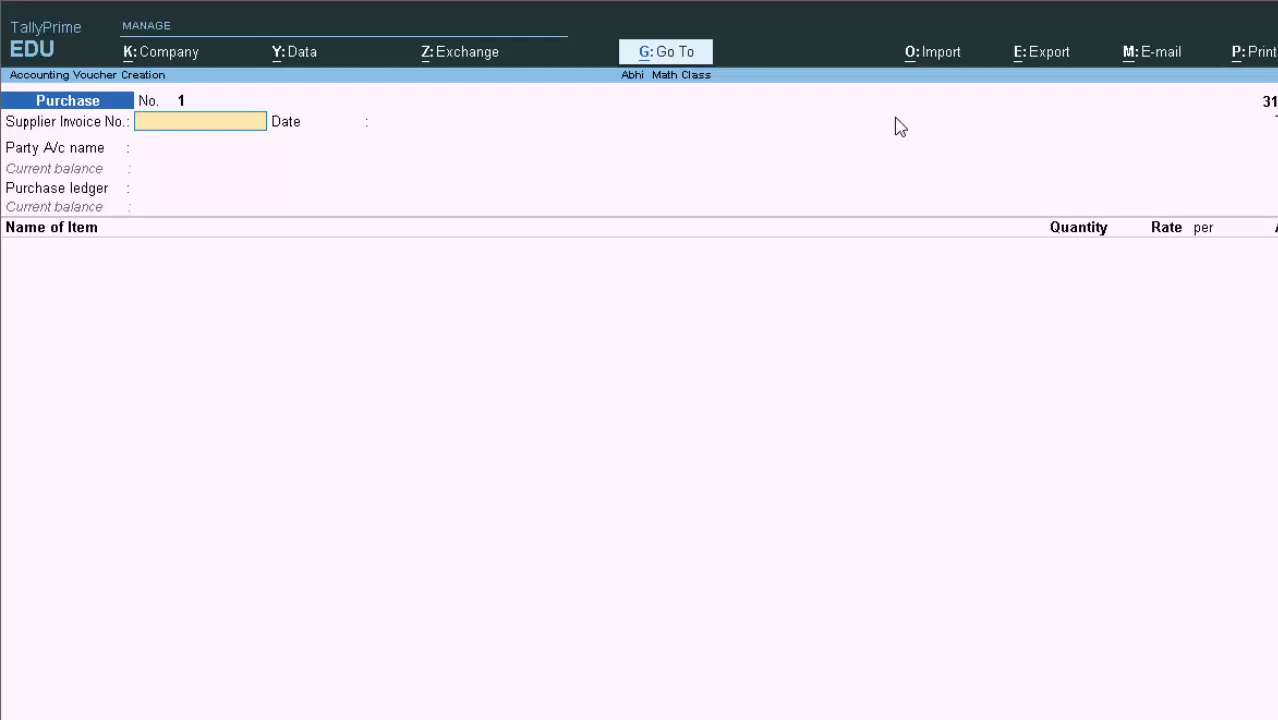 TallyPrime MANAGE
EDU K: Company Y: Data Z: Exchange G: Go To O: Import E: Export M: E-mail P: Print
Accounting Voucher Creation Abhi Math Class
Purchase No. 1 31
Supplier Invoice No.: Date :
Party A/c name :
Current balance :
Purchase ledger :
Current balance :
Name of Item Quantity Rate per